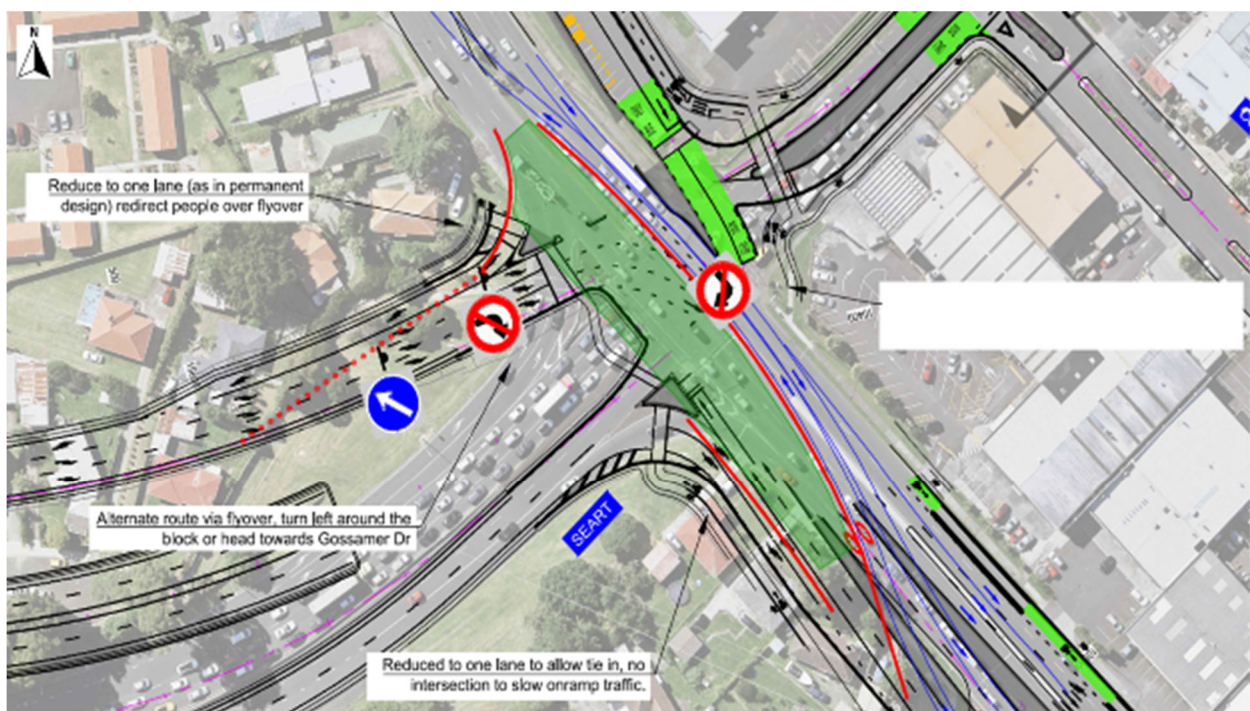 N
Reduce to one lane (as in permanent
design) redirect people over flyover
Alternate route via flyover, turn left around the
block or head towards Gossamer Dr
SEART
Reduced to one lane to allow tie in, no
intersection to slow onramp traffic.